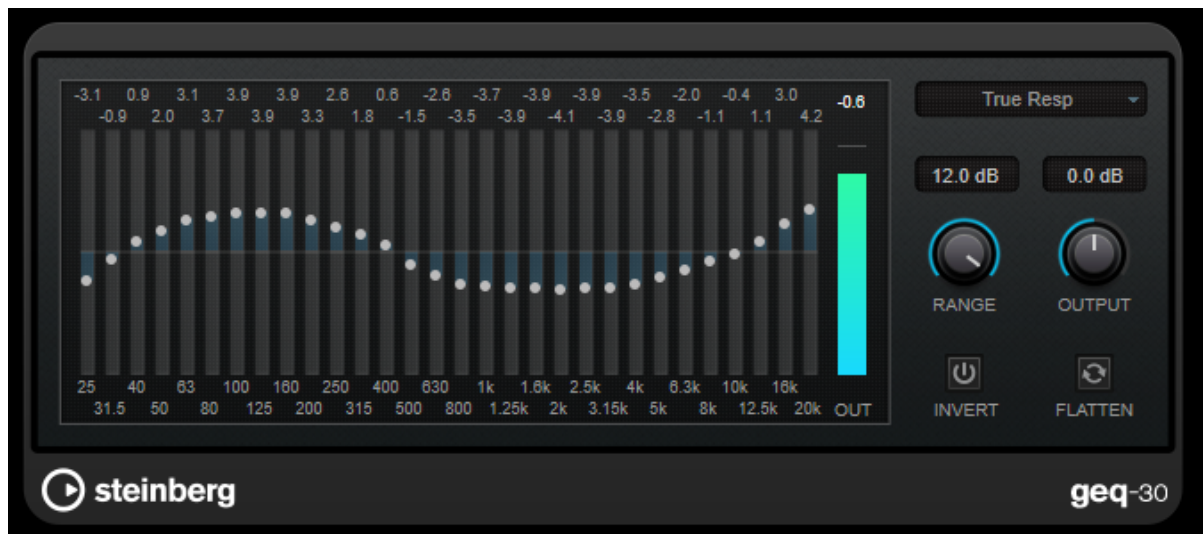 -3.1 0.9 3.1 3.9 3.9 2.6 0.6 -2.6 -3.7 -3.9 -3.9 -3.5 -2.0 -0.4 3.0 -0.6
-0.9 2.0 3.7 3.9 3.3 1.8 -1.5 -3.5 -3.9 -4.1 -3.9 -2.8 -1.1 1.1 4.2
True Resp
12.0 dB 0.0 dB
RANGE OUTPUT
25 40 63 100 160 250 400 630 1k 1.6k 2.5k 4k 6.3k 10k 16k
31.5 50 80 125 200 315 500 800 1.25k 2k 3.15k 5k 8k 12.5k 20k OUT
INVERT FLATTEN
steinberg geq-30